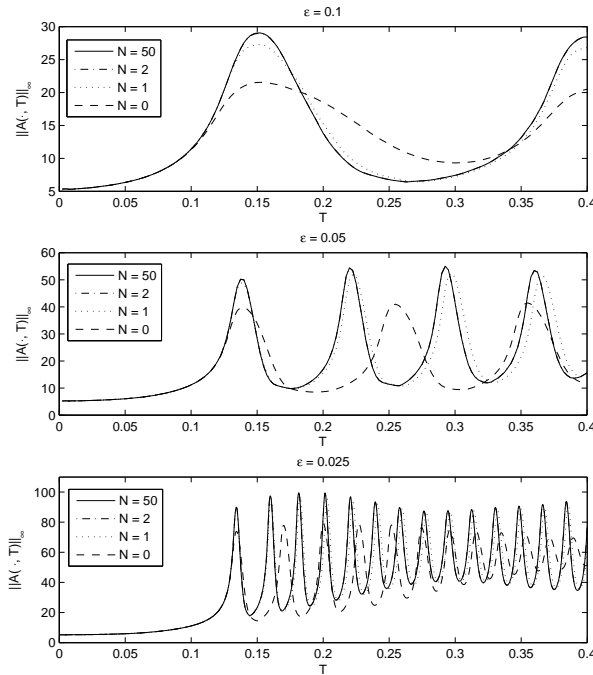 ε = 0.1
||A(·, T)||∞
30
25
20
15
10
5
N = 50
N = 2
N = 1
N = 0
0 0.05 0.1 0.15 0.2 0.25 0.3 0.35 0.4
T
ε = 0.05
||A(·, T)||∞
60
50
40
30
20
10
0
N = 50
N = 2
N = 1
N = 0
0 0.05 0.1 0.15 0.2 0.25 0.3 0.35 0.4
T
ε = 0.025
||A(·, T)||∞
100
80
60
40
20
0
N = 50
N = 2
N = 1
N = 0
0 0.05 0.1 0.15 0.2 0.25 0.3 0.35 0.4
T